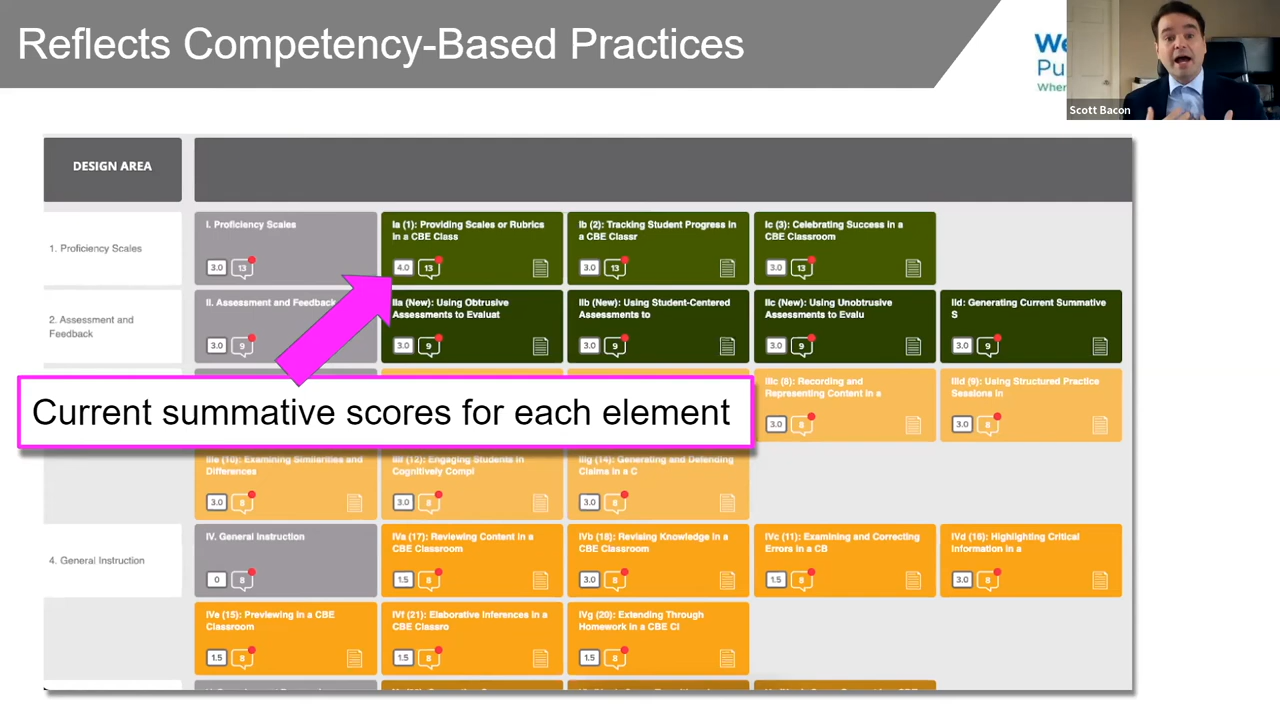 Reflects Competency-Based Practices
We
Pu
Wher
Scott Bacon
DESIGN AREA
1. Proficiency Scales
I. Proficiency Scales
3.0 13
Ia (1): Providing Scales or Rubrics
in a CBE Class
4.0 13
Ib (2): Tracking Student Progress in
a CBE Classr
3.0 13
Ic (3): Celebrating Success in a
CBE Classroom
3.0 13
2. Assessment and
Feedback
II. Assessment and Feedback
3.0 9
IIa (New): Using Obtrusive
Assessments to Evaluat
3.0 9
IIb (New): Using Student-Centered
Assessments to
3.0 9
IIc (New): Using Unobtrusive
Assessments to Evalu
3.0 9
IId: Generating Current Summative
S
3.0 9
Current summative scores for each element
IIIc (8): Recording and
Representing Content in a
3.0 8
IIId (9): Using Structured Practice
Sessions in
3.0 8
IIIe (10): Examining Similarities and
Differences
3.0 8
IIIf (12): Engaging Students in
Cognitively Compl
3.0 8
IIIg (14): Generating and Defending
Claims in a C
3.0 8
4. General Instruction
IV. General Instruction
0 8
IVa (17): Reviewing Content in a
CBE Classroom
1.5 8
IVb (18): Revising Knowledge in a
CBE Classroom
3.0 8
IVc (11): Examining and Correcting
Errors in a CB
1.5 8
IVd (16): Highlighting Critical
Information in a
3.0 8
IVe (15): Previewing in a CBE
Classroom
1.5 8
IVf (21): Elaborative Inferences in a
CBE Classro
1.5 8
IVg (20): Extending Through
Homework in a CBE Cl
1.5 8